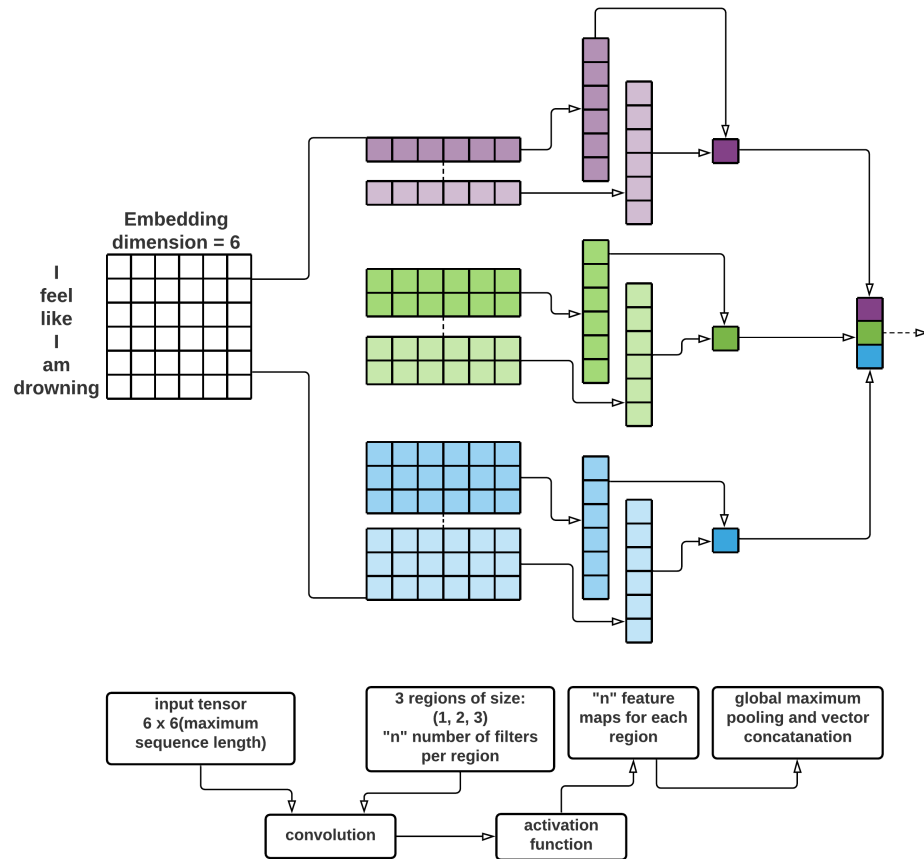 Embedding
dimension = 6
I
feel
like
I
am
drowning
input tensor
6 x 6(maximum
sequence length)
3 regions of size:
(1, 2, 3)
"n" number of filters
per region
"n" feature
maps for each
region
global maximum
pooling and vector
concatanation
convolution
activation
function